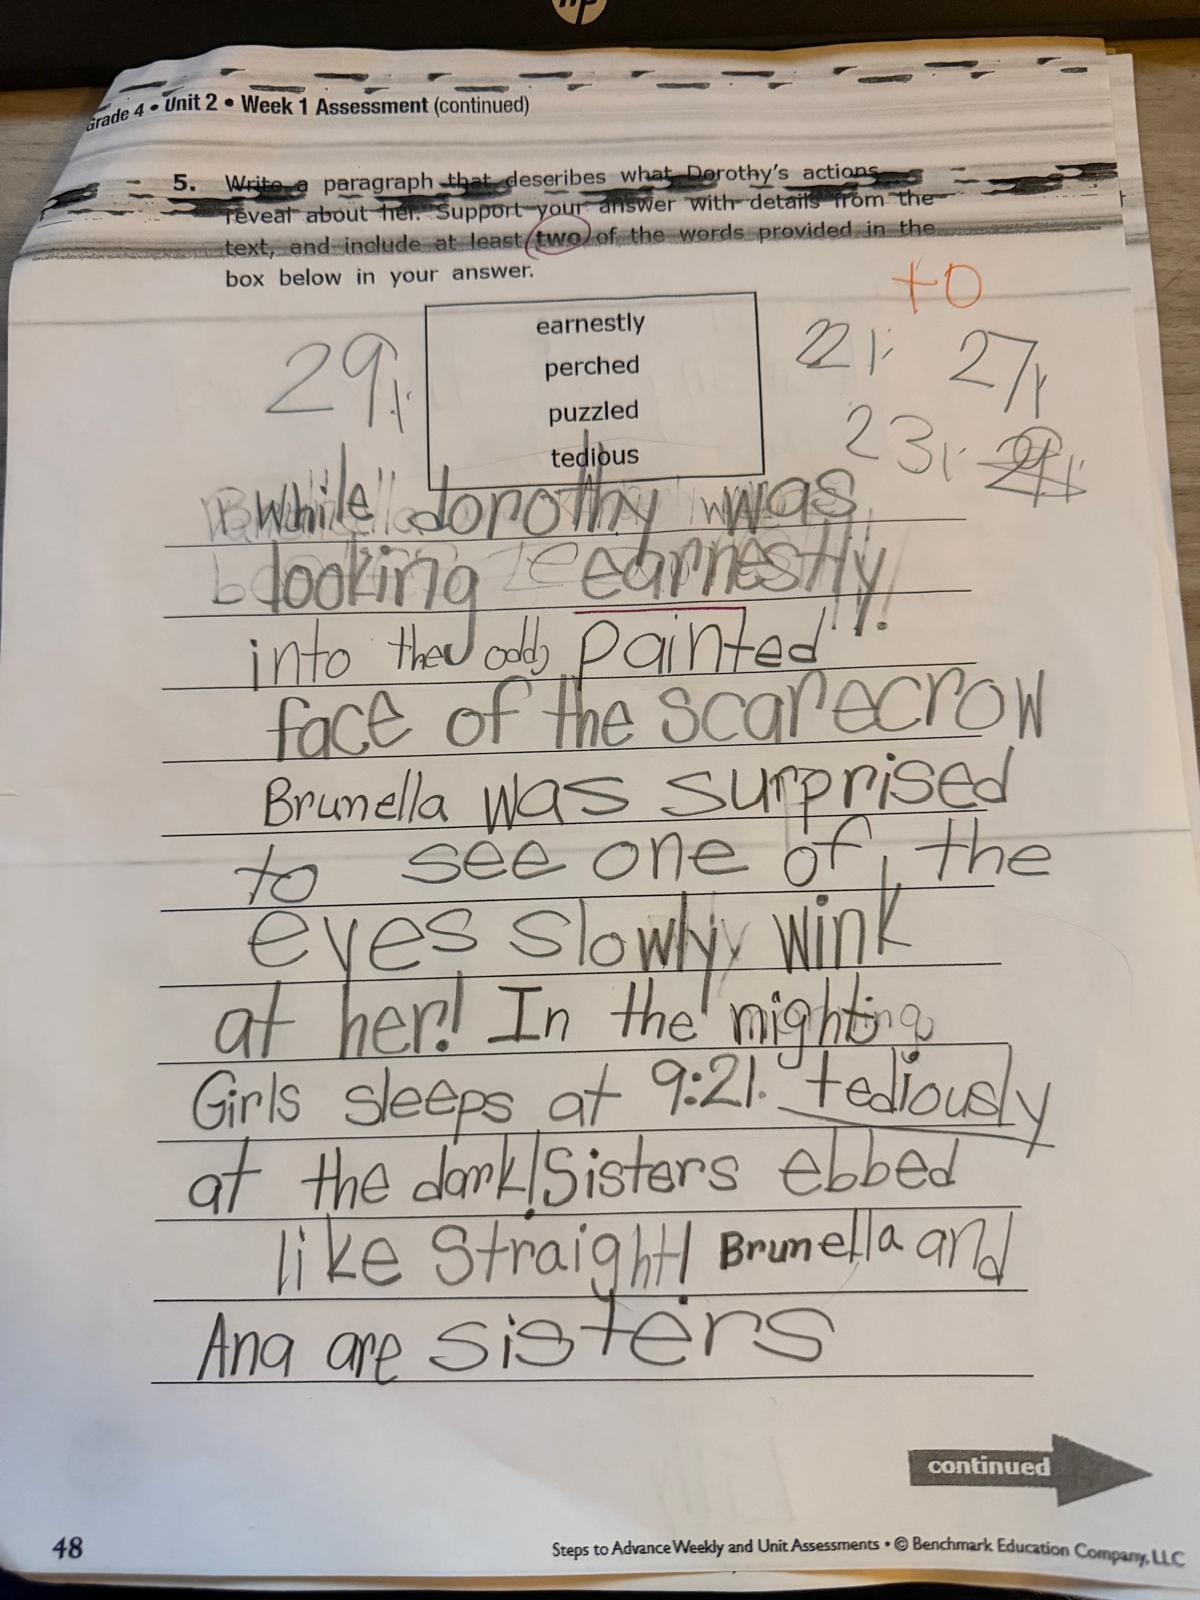 hp
Grade 4 • Unit 2 • Week 1 Assessment (continued)
5. Write a paragraph that describes what Dorothy's actions
reveal about her. Support your answer with details from the
text, and include at least two of the words provided in the
box below in your answer.
+0
earnestly
perched
puzzled
tedious
29
21
27
23
while dorothy was
looking earnestly
into the odd, painted
face of the scarecrow
Brunella was surprised
to see one of the
eyes slowly wink
at her! In the night
Girls sleeps at 9:21. tediously
at the dark! Sisters ebbed
like Straight! Brunella and
Ana are sisters
continued
48
Steps to Advance Weekly and Unit Assessments • © Benchmark Education Company, LLC